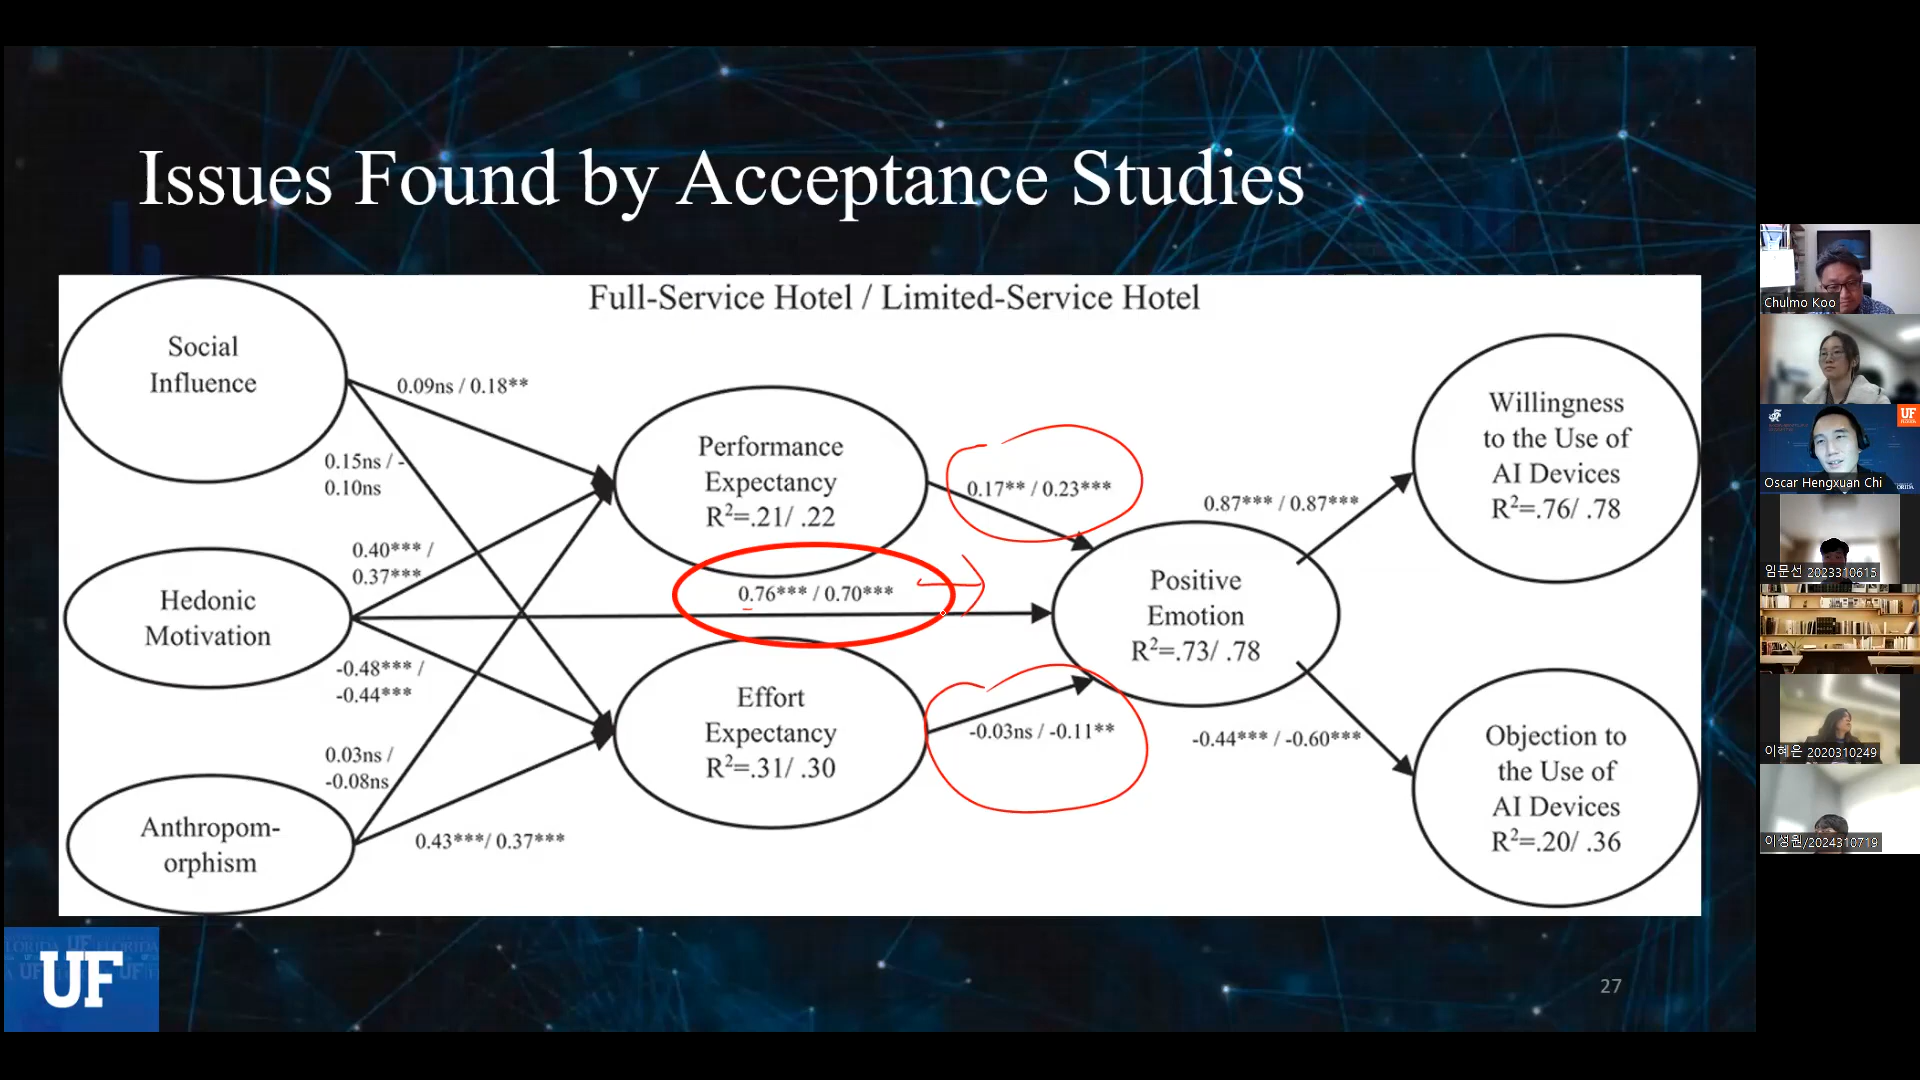 Issues Found by Acceptance Studies
Full-Service Hotel / Limited-Service Hotel
Social
Influence
0.09ns / 0.18**
0.15ns / -
0.10ns
Hedonic
Motivation
0.40*** /
0.37***
-0.48*** /
-0.44***
Anthropom-
orphism
0.03ns /
-0.08ns
0.43***/ 0.37***
Performance
Expectancy
R²=.21/ .22
0.76*** / 0.70***
Effort
Expectancy
R²=.31/ .30
0.17** / 0.23***
-0.03ns / -0.11**
Positive
Emotion
R²=.73/ .78
0.87*** / 0.87***
-0.44*** / -0.60***
Willingness
to the Use of
AI Devices
R²=.76/ .78
Objection to
the Use of
AI Devices
R²=.20/ .36
UF
27
Chulmo Koo
UF
Oscar Hengxuan Chi
임문선 2023310615
이혜은 2020310249
이성원/2024310719